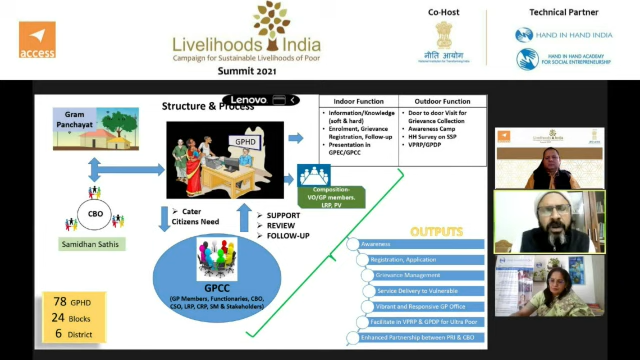 access
Livelihoods India
Campaign for Sustainable Livelihoods of Poor
Summit 2021
Co-Host
नीति आयोग
Technical Partner
HAND IN HAND INDIA
HAND IN HAND ACADEMY
FOR SOCIAL ENTREPRENEURSHIP
Structure & Process
Lenovo
Gram
Panchayat
GPHD
CBO
Samidhan Sathis
Indoor Function
Information/Knowledge
(soft & hard)
Enrolment, Grievance
Registration, Follow-up
Presentation in
GPEC/GPCC
Outdoor Function
Door to door Visit for
Grievance Collection
Awareness Camp
HH Survey on SSP
VPRP/GPDP
Composition-
VO/GP members.
LRP, PV
Cater
Citizens Need
SUPPORT
REVIEW
FOLLOW-UP
GPCC
(GP Members, Functionaries, CBO,
CSO, LRP, CRP, SM & Stakeholders)
78 GPHD
24 Blocks
6 District
OUTPUTS
Awareness
Registration, Application
Grievance Management
Service Delivery to Vulnerable
Vibrant and Responsive GP Office
Facilitate in VPRP & GPDP for Ultra Poor
Enhanced Partnership between PRI & CBO